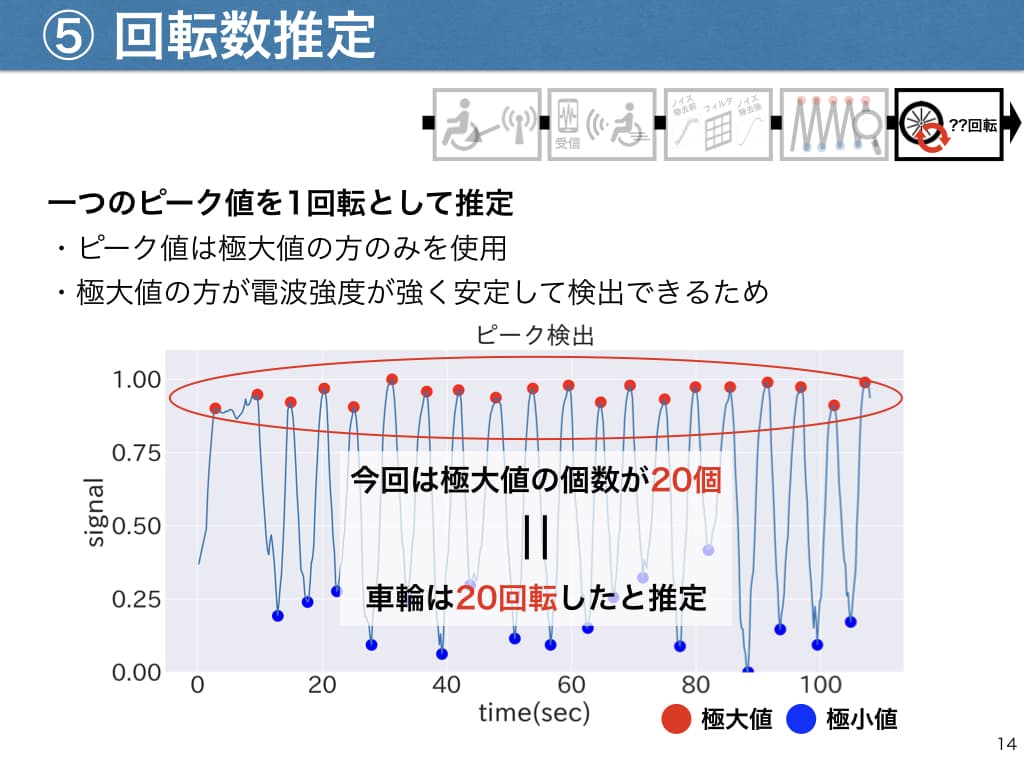 ⑤ 回転数推定
ノイズ
除去前
フィルタ
ノイズ
除去後
受信
??回転
一つのピーク値を1回転として推定
・ピーク値は極大値の方のみを使用
・極大値の方が電波強度が強く安定して検出できるため
ピーク検出
1.00
0.75
0.50
0.25
0.00
signal
今回は極大値の個数が20個
||
車輪は20回転したと推定
0 20 40 60 80 100
time(sec)
極大値 極小値
14